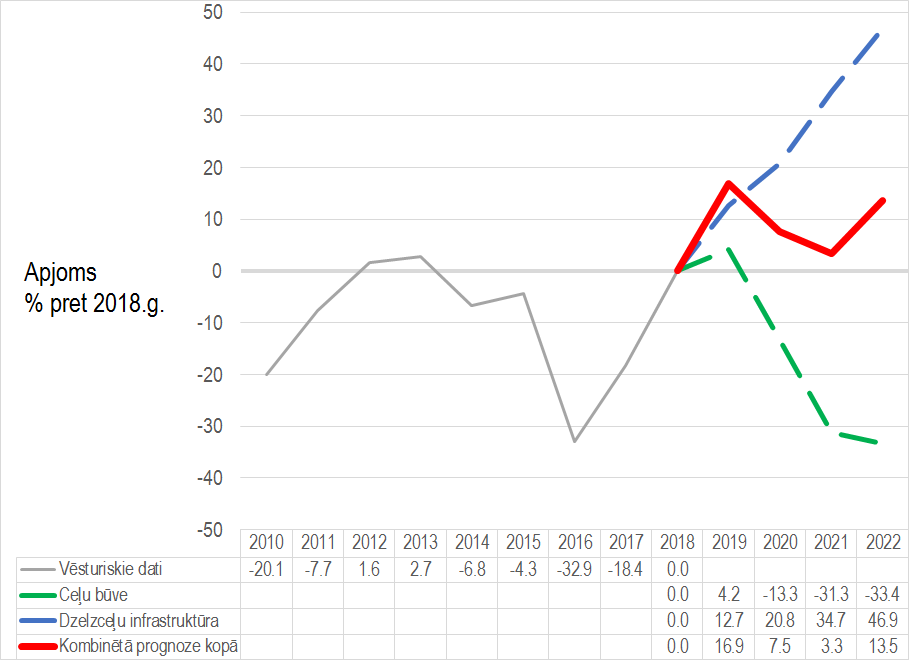 50
40
30
20
10
0
-10
-20
-30
-40
-50
Apjoms
% pret 2018.g.
2010 2011 2012 2013 2014 2015 2016 2017 2018 2019 2020 2021 2022
Vēsturiskie dati -20.1 -7.7 1.6 2.7 -6.8 -4.3 -32.9 -18.4 0.0
Ceļu būve 0.0 4.2 -13.3 -31.3 -33.4
Dzelzceļu infrastruktūra 0.0 12.7 20.8 34.7 46.9
Kombinētā prognoze kopā 0.0 16.9 7.5 3.3 13.5